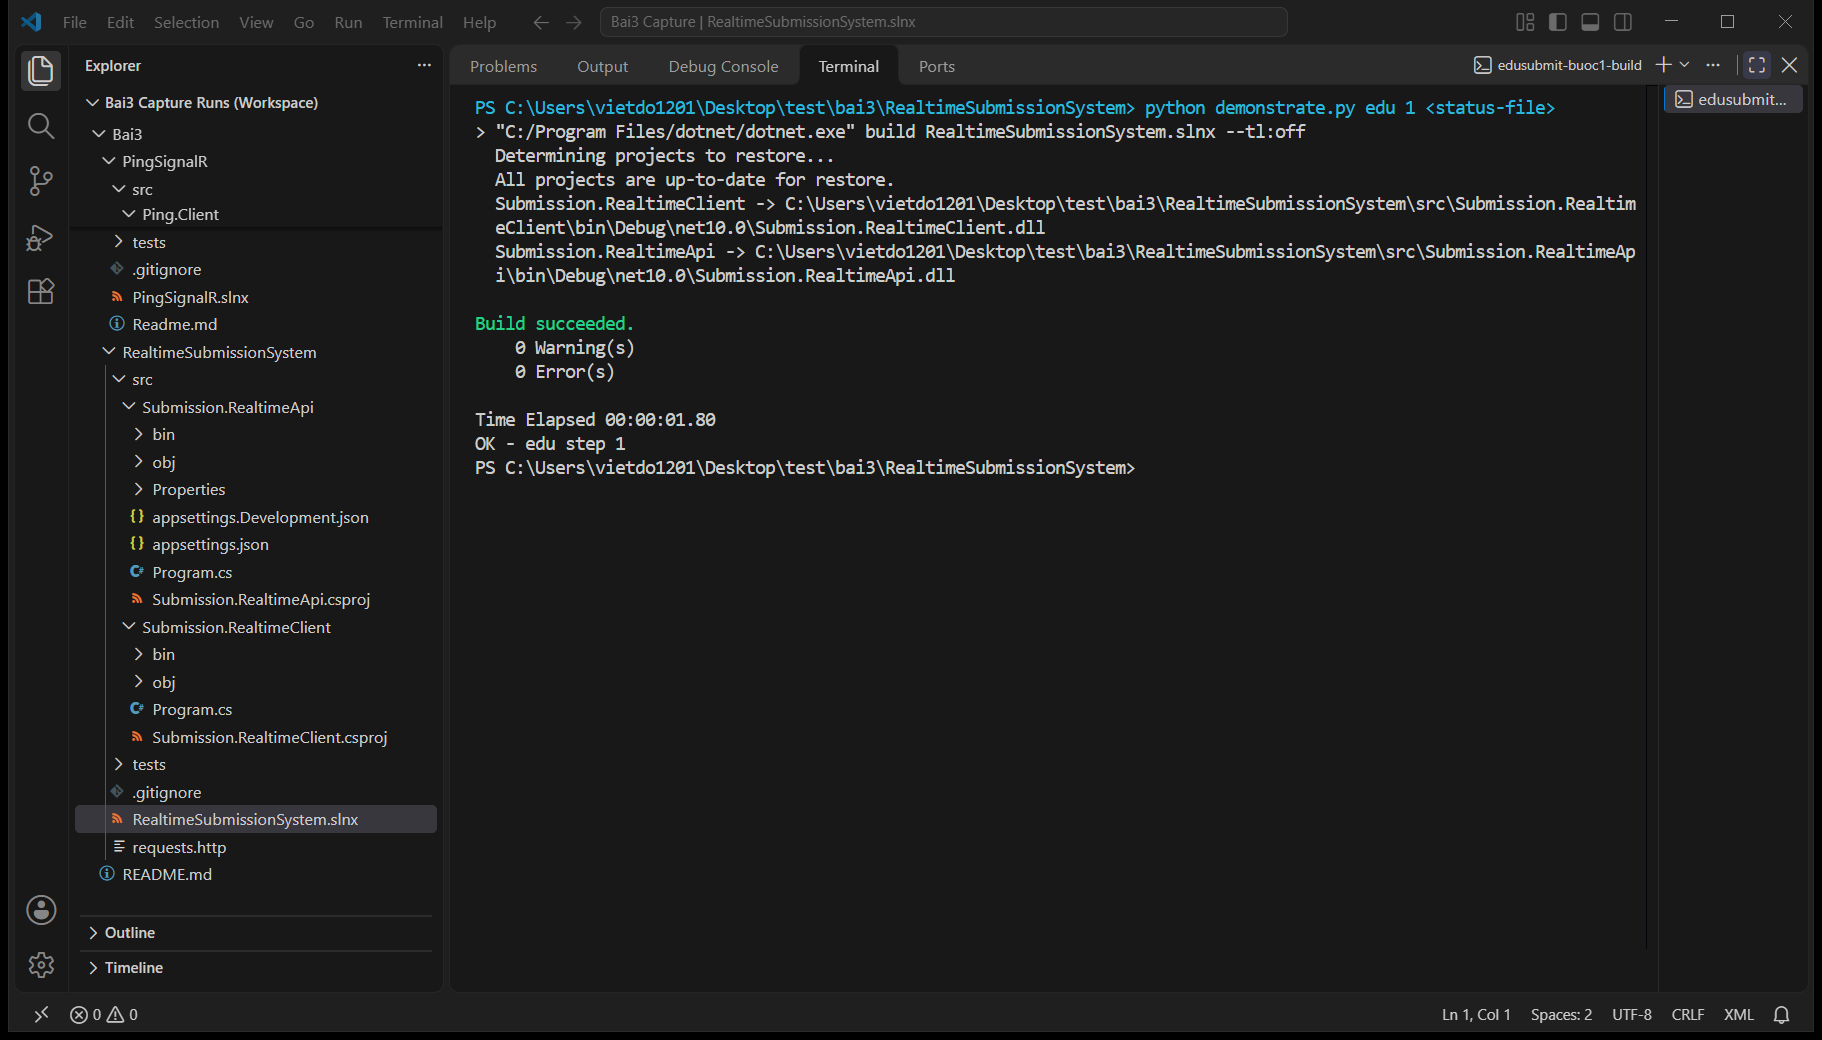 File Edit Selection View Go Run Terminal Help
Bai3 Capture | RealtimeSubmissionSystem.slnx
Explorer
Bai3 Capture Runs (Workspace)
Bai3
PingSignalR
src
Ping.Client
tests
.gitignore
PingSignalR.slnx
Readme.md
RealtimeSubmissionSystem
src
Submission.RealtimeApi
bin
obj
Properties
appsettings.Development.json
appsettings.json
Program.cs
Submission.RealtimeApi.csproj
Submission.RealtimeClient
bin
obj
Program.cs
Submission.RealtimeClient.csproj
tests
.gitignore
RealtimeSubmissionSystem.slnx
requests.http
README.md
Outline
Timeline
Problems Output Debug Console Terminal Ports
edusubmit-buoc1-build
edusubmit...
PS C:\Users\vietdo1201\Desktop\test\bai3\RealtimeSubmissionSystem> python demonstrate.py edu 1 <status-file>
> "C:/Program Files/dotnet/dotnet.exe" build RealtimeSubmissionSystem.slnx --tl:off
Determining projects to restore...
All projects are up-to-date for restore.
Submission.RealtimeClient -> C:\Users\vietdo1201\Desktop\test\bai3\RealtimeSubmissionSystem\src\Submission.Realtim
eClient\bin\Debug\net10.0\Submission.RealtimeClient.dll
Submission.RealtimeApi -> C:\Users\vietdo1201\Desktop\test\bai3\RealtimeSubmissionSystem\src\Submission.RealtimeAp
i\bin\Debug\net10.0\Submission.RealtimeApi.dll
Build succeeded.
0 Warning(s)
0 Error(s)
Time Elapsed 00:00:01.80
OK - edu step 1
PS C:\Users\vietdo1201\Desktop\test\bai3\RealtimeSubmissionSystem>
0 0
Ln 1, Col 1 Spaces: 2 UTF-8 CRLF XML